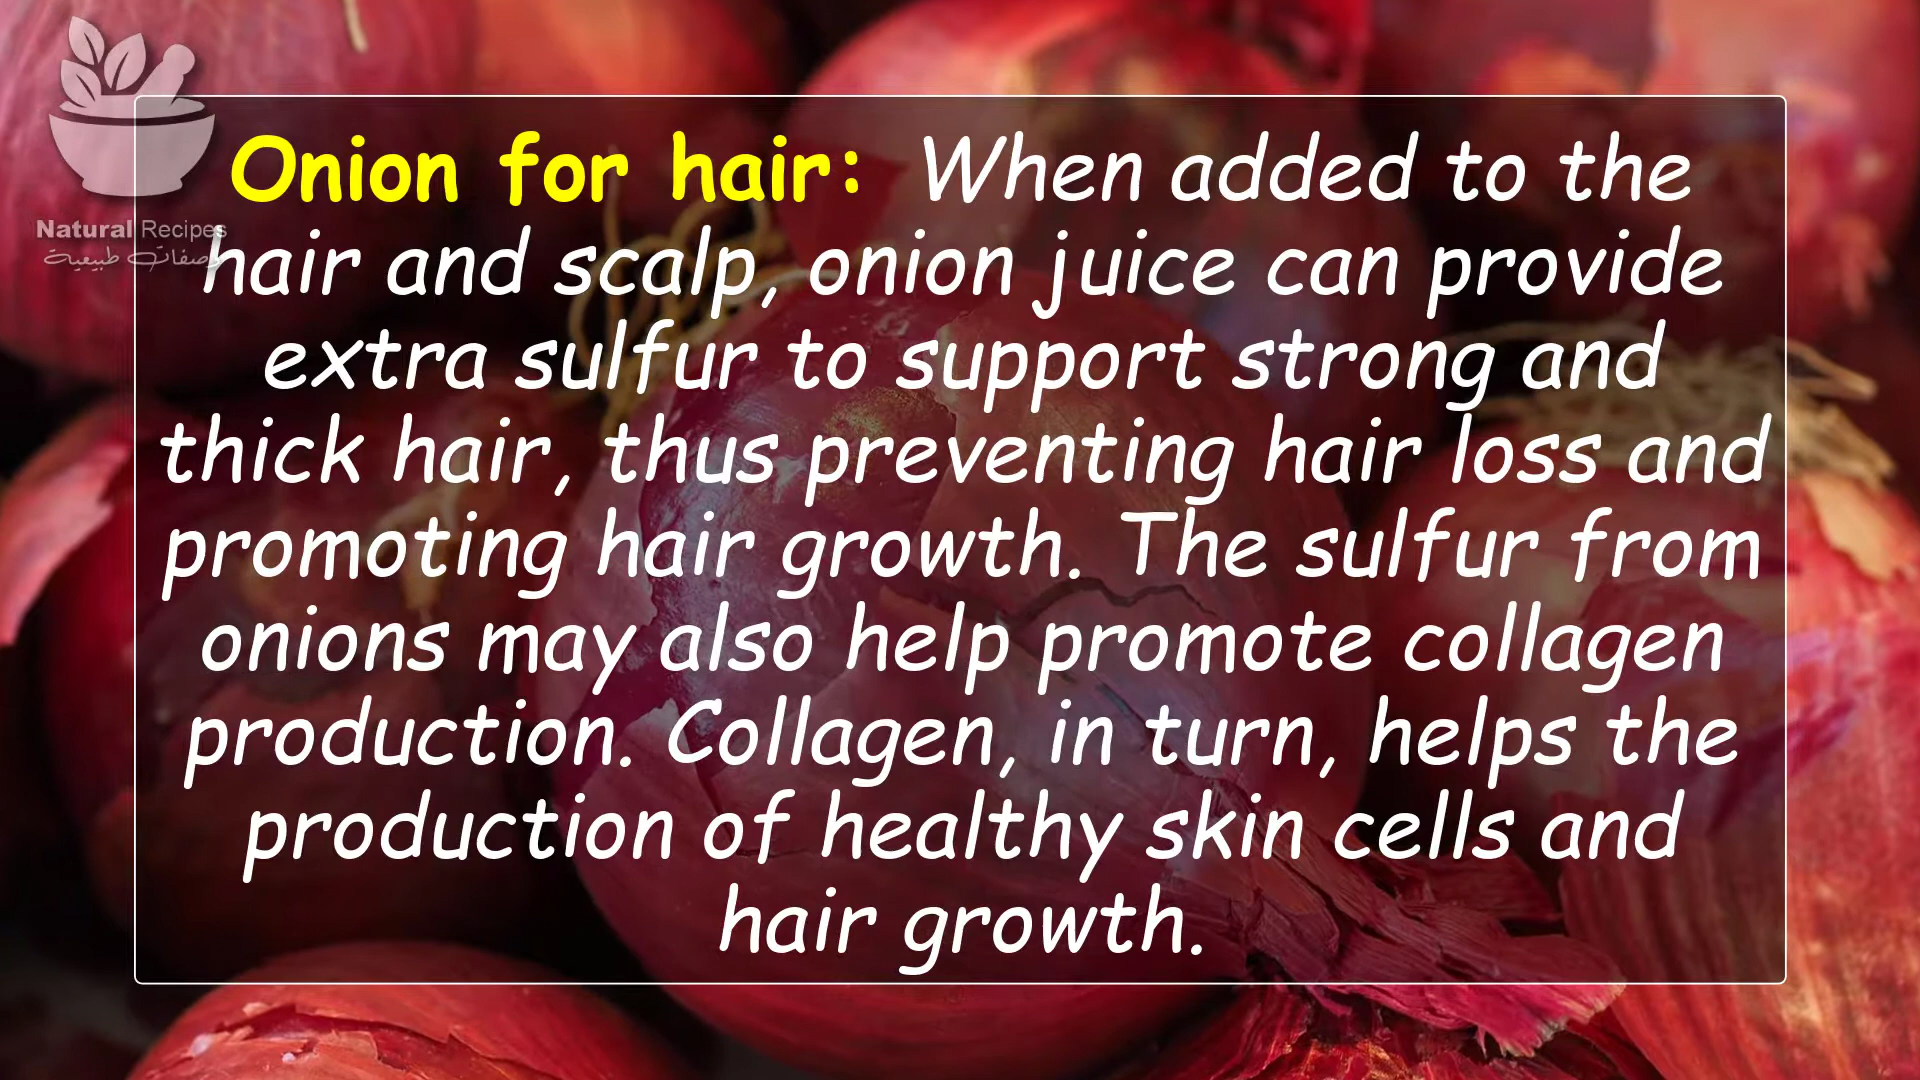 Natural Recipes
وصفات طبيعية
Onion for hair: When added to the
hair and scalp, onion juice can provide
extra sulfur to support strong and
thick hair, thus preventing hair loss and
promoting hair growth. The sulfur from
onions may also help promote collagen
production. Collagen, in turn, helps the
production of healthy skin cells and
hair growth.